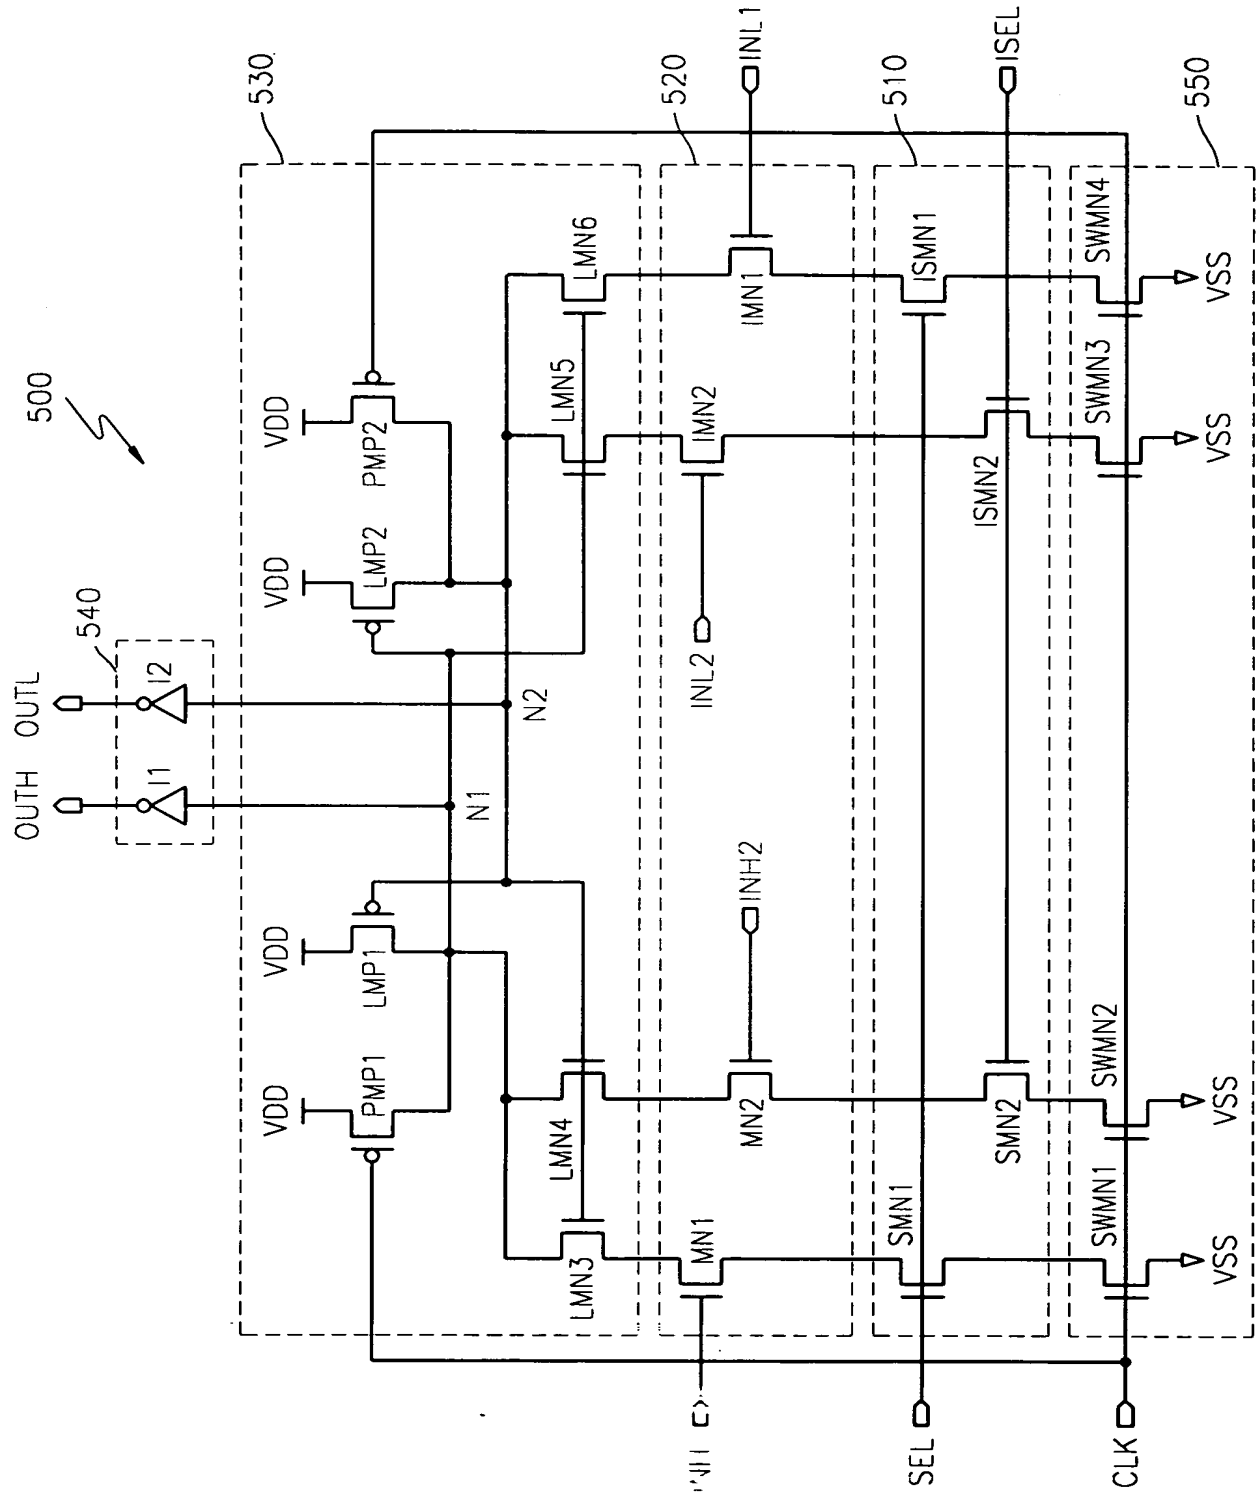 500
OUTH
OUTL
540
I1
I2
530
VDD
VDD
VDD
VDD
PMP1
LMP1
LMP2
PMP2
N1
N2
LMN3
LMN4
LMN5
LMN6
520
MN1
MN2
INH2
INL2
IMN2
IMN1
INL1
510
SEL
SMN1
SMN2
ISMN2
ISMN1
ISEL
550
CLK
SWMN1
SWMN2
SWMN3
SWMN4
VSS
VSS
VSS
VSS